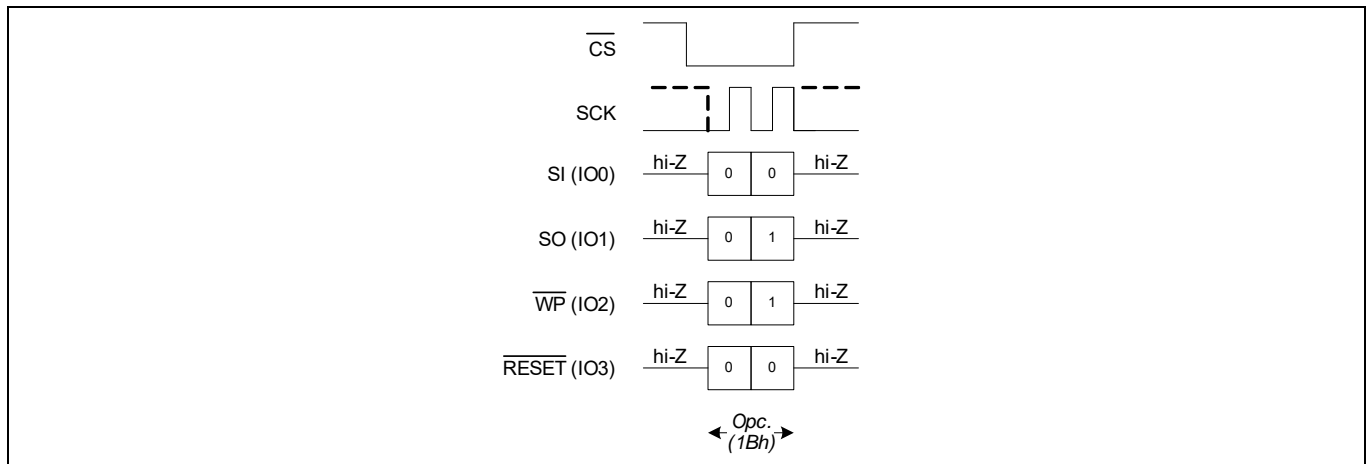 CS
SCK
SI (IO0) hi-Z 0 0 hi-Z
SO (IO1) hi-Z 0 1 hi-Z
WP (IO2) hi-Z 0 1 hi-Z
RESET (IO3) hi-Z 0 0 hi-Z
Opc.
(1Bh)